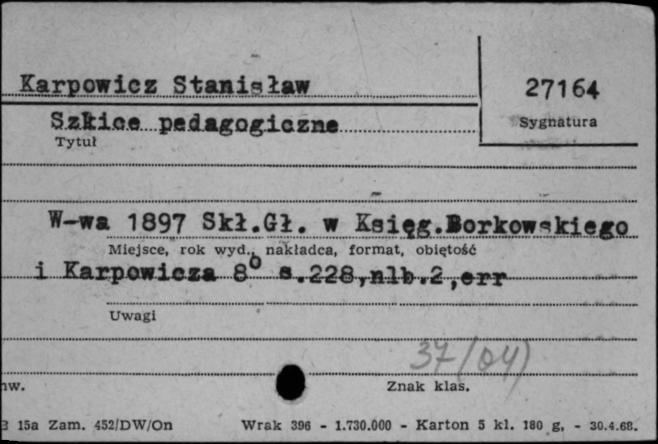 Karpowicz Stanisław
27164
Szkice pedagogiczne
Sygnatura
Tytuł
W-wa 1897 Skł.Gł. w Księg.Borkowskiego
Miejsce, rok wyd., nakładca, format, objętość
i Karpowicza 8° s.228,nlb.2,err
Uwagi
37/(04)
nw.
Znak klas.
B 15a Zam. 452/DW/On Wrak 396 - 1.730.000 - Karton 5 kl. 180 g, - 30.4.68.